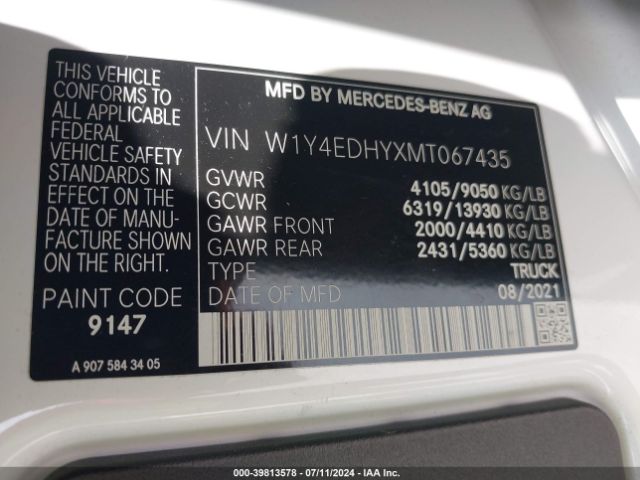 THIS VEHICLE
CONFORMS TO
ALL APPLICABLE
FEDERAL MOTOR
VEHICLE SAFETY
STANDARDS IN
EFFECT ON THE
DATE OF MANU-
FACTURE SHOWN
ON THE RIGHT.
PAINT CODE
9147
A 907 584 34 05
MFD BY MERCEDES-BENZ AG
VIN W1Y4EDHYXMT067435
GVWR 4105/9050 KG/LB
GCWR 6319/13930 KG/LB
GAWR FRONT 2000/4410 KG/LB
GAWR REAR 2431/5360 KG/LB
TYPE TRUCK
DATE OF MFD 08/2021
000-39813578 - 07/11/2024 - IAA Inc.